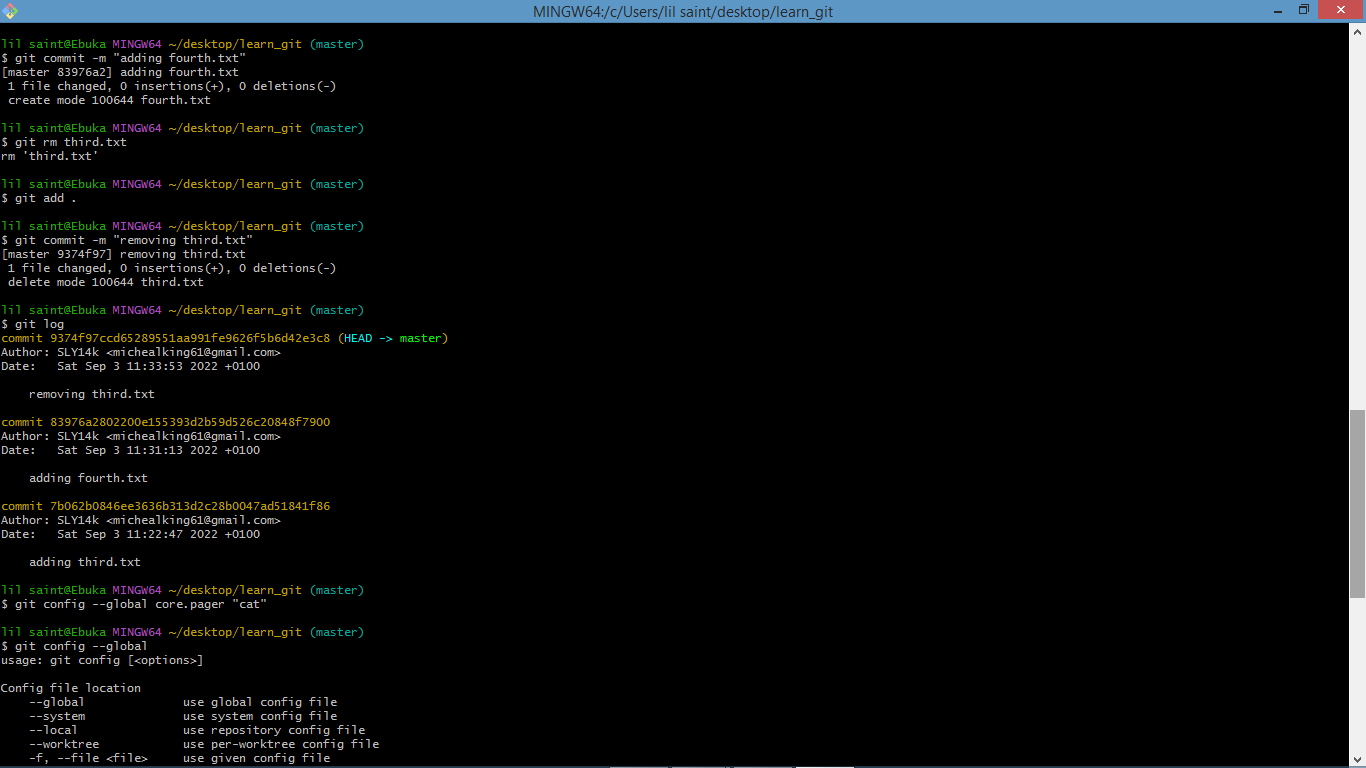 MINGW64:/c/Users/lil saint/desktop/learn_git
lil saint@Ebuka MINGW64 ~/desktop/learn_git (master)
$ git commit -m "adding fourth.txt"
[master 83976a2] adding fourth.txt
 1 file changed, 0 insertions(+), 0 deletions(-)
 create mode 100644 fourth.txt
lil saint@Ebuka MINGW64 ~/desktop/learn_git (master)
$ git rm third.txt
rm 'third.txt'
lil saint@Ebuka MINGW64 ~/desktop/learn_git (master)
$ git add .
lil saint@Ebuka MINGW64 ~/desktop/learn_git (master)
$ git commit -m "removing third.txt"
[master 9374f97] removing third.txt
 1 file changed, 0 insertions(+), 0 deletions(-)
 delete mode 100644 third.txt
lil saint@Ebuka MINGW64 ~/desktop/learn_git (master)
$ git log
commit 9374f97ccd65289551aa991fe9626f5b6d42e3c8 (HEAD -> master)
Author: SLY14k <michealking61@gmail.com>
Date:   Sat Sep 3 11:33:53 2022 +0100
    removing third.txt
commit 83976a2802200e155393d2b59d526c20848f7900
Author: SLY14k <michealking61@gmail.com>
Date:   Sat Sep 3 11:31:13 2022 +0100
    adding fourth.txt
commit 7b062b0846ee3636b313d2c28b0047ad51841f86
Author: SLY14k <michealking61@gmail.com>
Date:   Sat Sep 3 11:22:47 2022 +0100
    adding third.txt
lil saint@Ebuka MINGW64 ~/desktop/learn_git (master)
$ git config --global core.pager "cat"
lil saint@Ebuka MINGW64 ~/desktop/learn_git (master)
$ git config --global
usage: git config [<options>]
Config file location
    --global              use global config file
    --system              use system config file
    --local               use repository config file
    --worktree            use per-worktree config file
    -f, --file <file>     use given config file